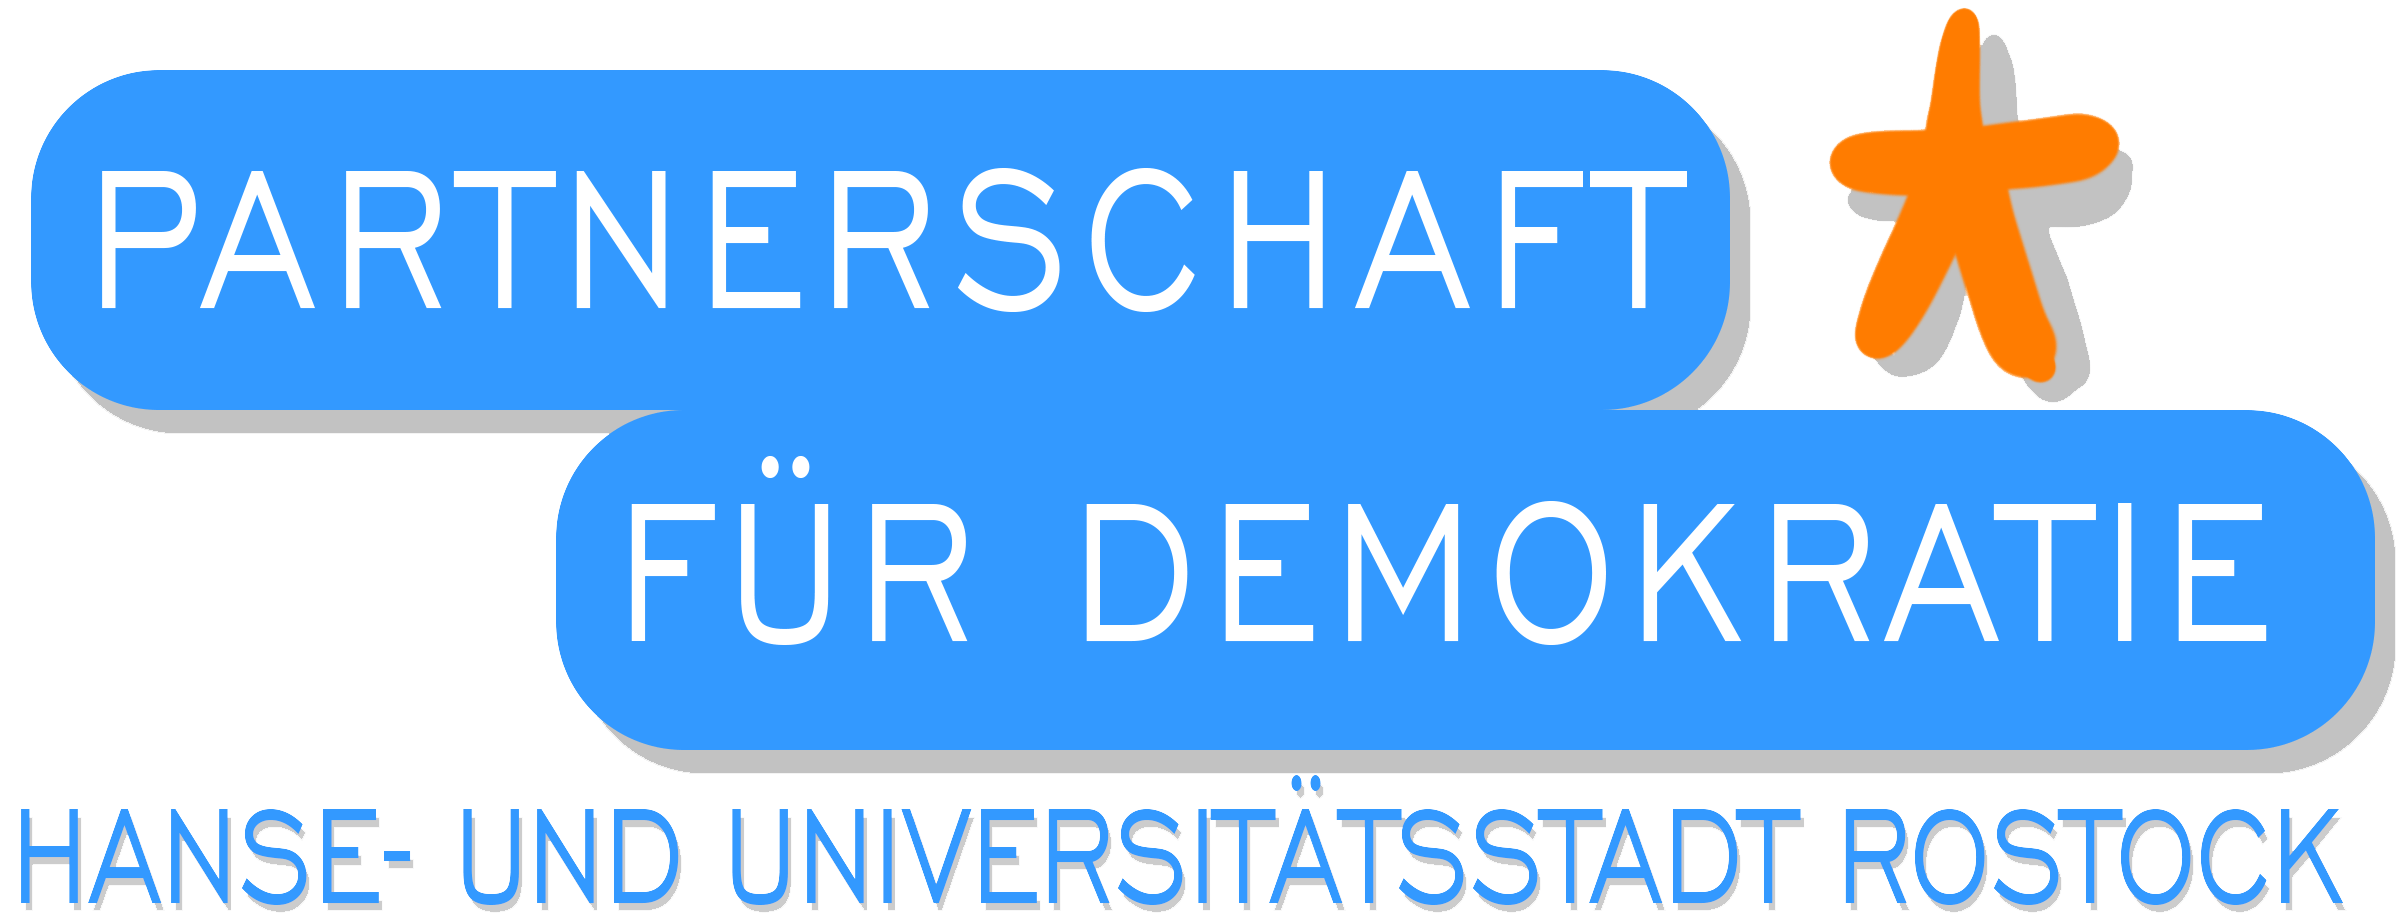 PARTNERSCHAFT
FÜR DEMOKRATIE
HANSE- UND UNIVERSITÄTSSTADT ROSTOCK